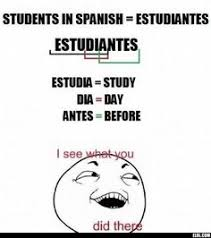 STUDENTS IN SPANISH = ESTUDIANTES
ESTUDIANTES
ESTUDIA = STUDY
DIA = DAY
ANTES = BEFORE
I see what you
did there